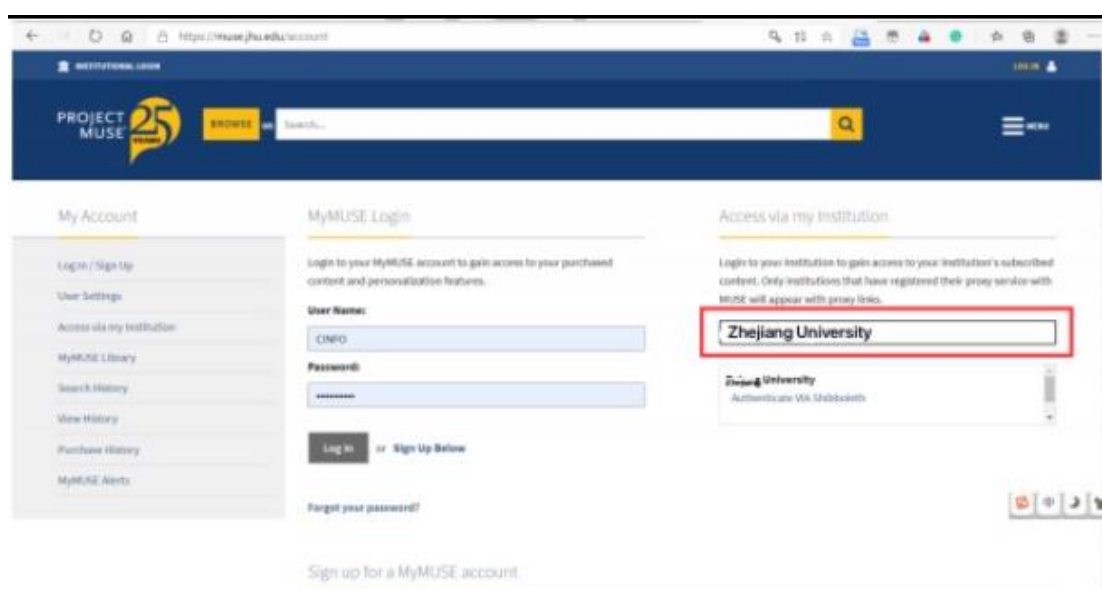 https://muse.jhu.edu/account
INSTITUTIONAL LOGIN
LOG IN
PROJECT
MUSE
25
YEARS
BROWSE or Search...
MENU
My Account
Log In / Sign Up
User Settings
Access via my Institution
MyMUSE Library
Search History
View History
Purchase History
MyMUSE Alerts
MyMUSE Login
Login to your MyMUSE account to gain access to your purchased
content and personalization features.
User Name:
CINFO
Password:
Log In or Sign Up Below
Forgot your password?
Sign up for a MyMUSE account
Access via my Institution
Login to your institution to gain access to your institution's subscribed
content. Only institutions that have registered their proxy service with
MUSE will appear with proxy links.
Zhejiang University
Zhejiang University
Authenticate VIA Shibboleth
中